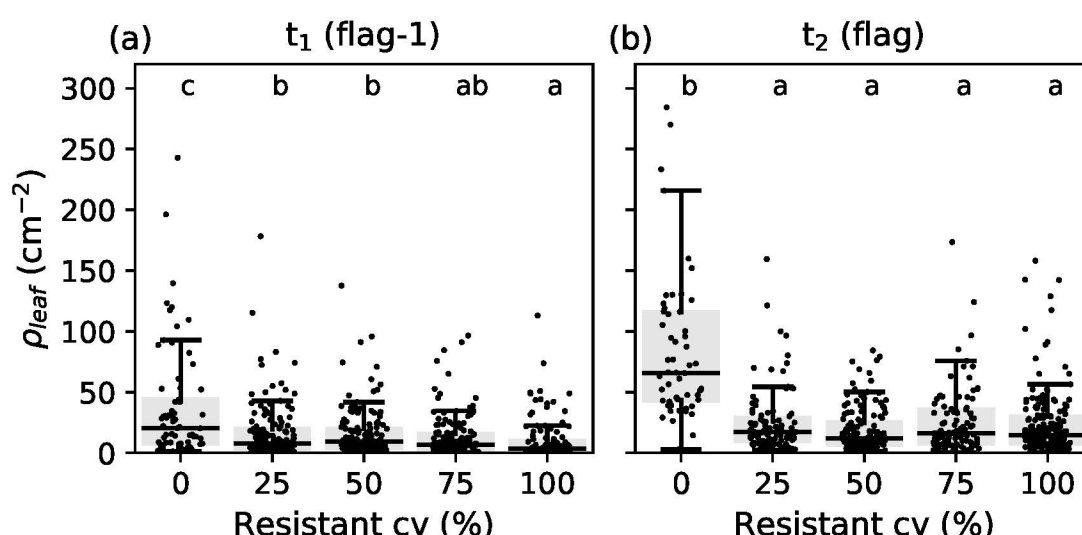 (a) t₁ (flag-1) (b) t₂ (flag)
300 c b b ab a b a a a a
250
200
150
100
50
0
ρleaf (cm⁻²)
0 25 50 75 100 0 25 50 75 100
Resistant cv (%) Resistant cv (%)